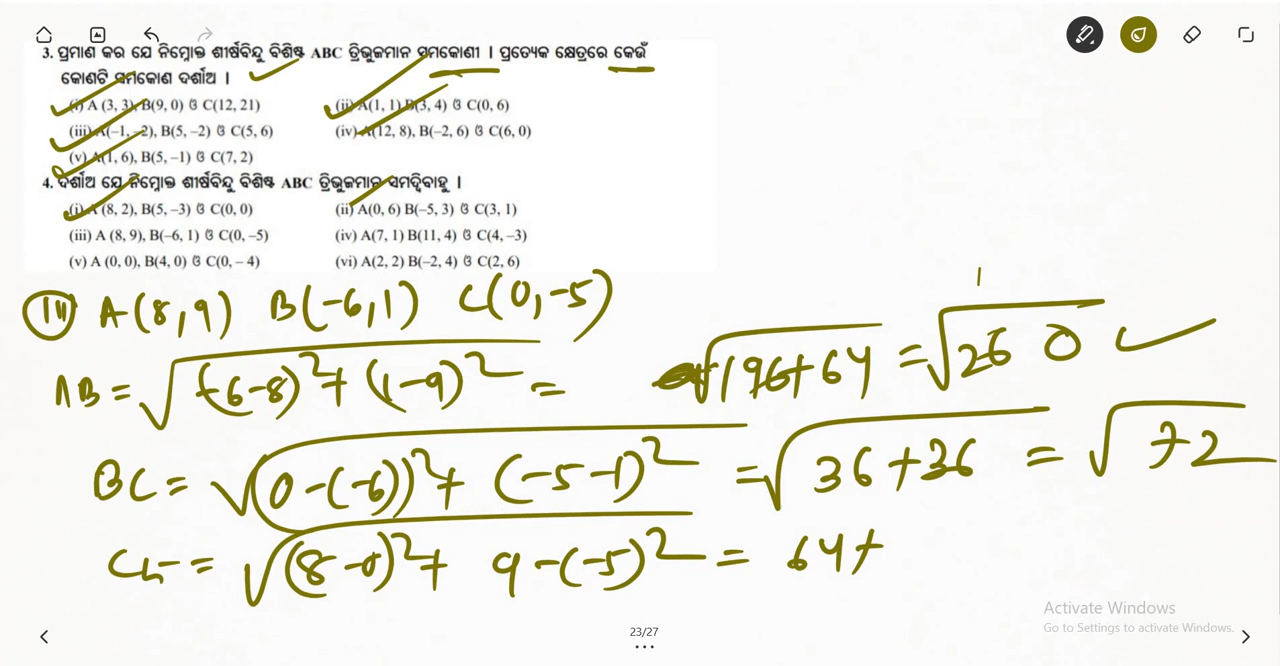 3. ପ୍ରମାଣ କର ଯେ ନିମ୍ନୋକ୍ତ ଶୀର୍ଷବିନ୍ଦୁ ବିଶିଷ୍ଟ ABC ତ୍ରିଭୁଜମାନ ସମକୋଣୀ । ପ୍ରତ୍ୟେକ କ୍ଷେତ୍ରରେ କେଉଁ
କୋଣଟି ସମକୋଣ ଦର୍ଶାଅ ।
(i) A (3, 3), B(9, 0) ଓ C(12, 21) (ii) A(1, 1) B(3, 4) ଓ C(0, 6)
(iii) A(–1, –2), B(5, –2) ଓ C(5, 6) (iv) A(12, 8), B(–2, 6) ଓ C(6, 0)
(v) A(1, 6), B(5, –1) ଓ C(7, 2)
4. ଦର୍ଶାଅ ଯେ ନିମ୍ନୋକ୍ତ ଶୀର୍ଷବିନ୍ଦୁ ବିଶିଷ୍ଟ ABC ତ୍ରିଭୁଜମାନ ସମଦ୍ୱିବାହୁ ।
(i) A (8, 2), B(5, –3) ଓ C(0, 0) (ii) A(0, 6) B(–5, 3) ଓ C(3, 1)
(iii) A (8, 9), B(–6, 1) ଓ C(0, –5) (iv) A(7, 1) B(11, 4) ଓ C(4, –3)
(v) A (0, 0), B(4, 0) ଓ C(0, – 4) (vi) A(2, 2) B(–2, 4) ଓ C(2, 6)
A(8, 9) B(-6, 1) C(0, -5)
AB = √(-6-8)² + (1-9)² = √196+64 = √260
BC = √(0-(-6))² + (-5-1)² = √36+36 = √72
= √(8-0)² + 9-(-5)² = 64+
Activate Windows
Go to Settings to activate Windows.
23/27